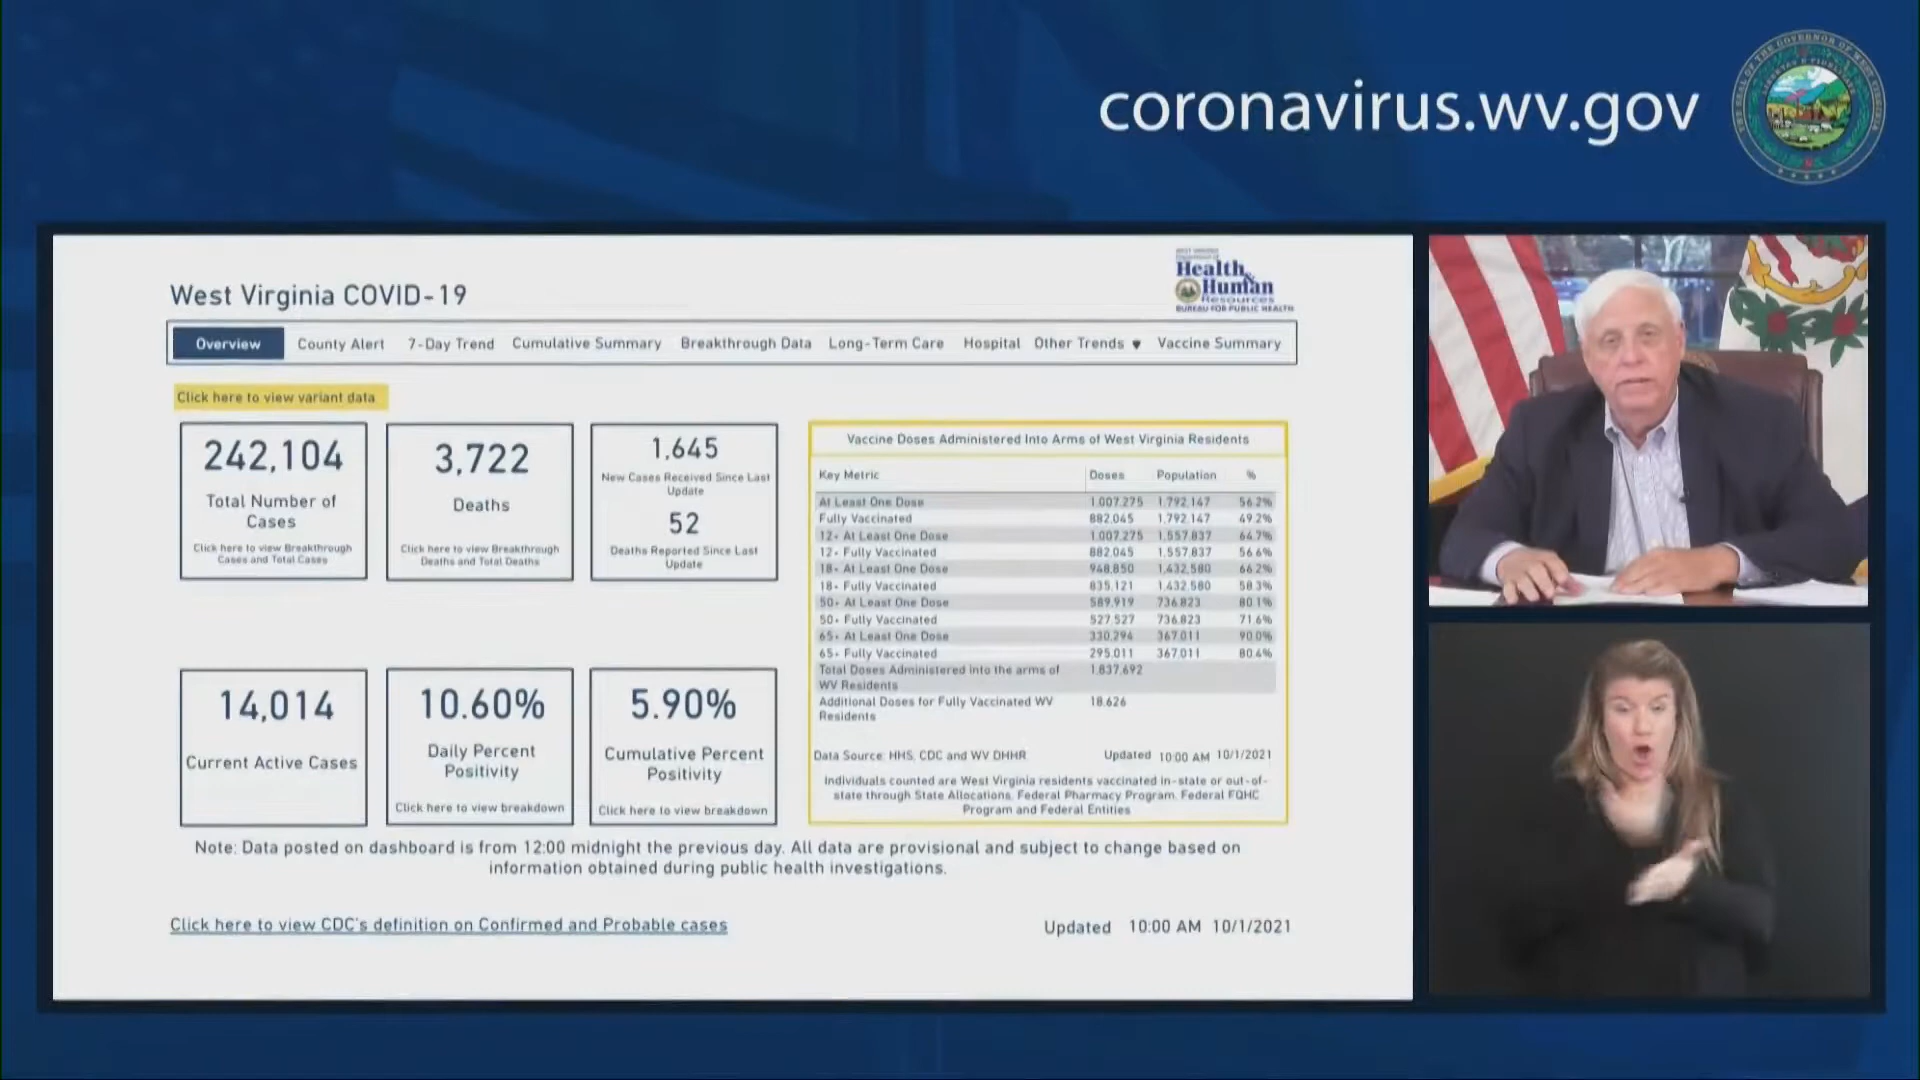 coronavirus.wv.gov
West Virginia COVID-19
Health &
Human
Resources
BUREAU FOR PUBLIC HEALTH
Overview County Alert 7-Day Trend Cumulative Summary Breakthrough Data Long-Term Care Hospital Other Trends Vaccine Summary
Click here to view variant data
242,104
Total Number of
Cases
Click here to view Breakthrough
Cases and Total Cases
3,722
Deaths
Click here to view Breakthrough
Deaths and Total Deaths
1,645
New Cases Received Since Last
Update
52
Deaths Reported Since Last
Update
14,014
Current Active Cases
10.60%
Daily Percent
Positivity
Click here to view breakdown
5.90%
Cumulative Percent
Positivity
Click here to view breakdown
Vaccine Doses Administered Into Arms of West Virginia Residents
Key Metric Doses Population %
At Least One Dose 1,007,275 1,792,147 56.2%
Fully Vaccinated 882,045 1,792,147 49.2%
12+ At Least One Dose 1,007,275 1,557,837 64.7%
12+ Fully Vaccinated 882,045 1,557,837 56.6%
18+ At Least One Dose 948,850 1,432,580 66.2%
18+ Fully Vaccinated 835,121 1,432,580 58.3%
50+ At Least One Dose 589,919 736,823 80.1%
50+ Fully Vaccinated 527,527 736,823 71.6%
65+ At Least One Dose 330,294 367,011 90.0%
65+ Fully Vaccinated 295,011 367,011 80.4%
Total Doses Administered into the arms of 1,837,692
WV Residents
Additional Doses for Fully Vaccinated WV 18,626
Residents
Data Source: HHS, CDC and WV DHHR Updated 10:00 AM 10/1/2021
Individuals counted are West Virginia residents vaccinated in-state or out-of-
state through State Allocations, Federal Pharmacy Program, Federal FQHC
Program and Federal Entities
Note: Data posted on dashboard is from 12:00 midnight the previous day. All data are provisional and subject to change based on
information obtained during public health investigations.
Click here to view CDC's definition on Confirmed and Probable cases
Updated 10:00 AM 10/1/2021